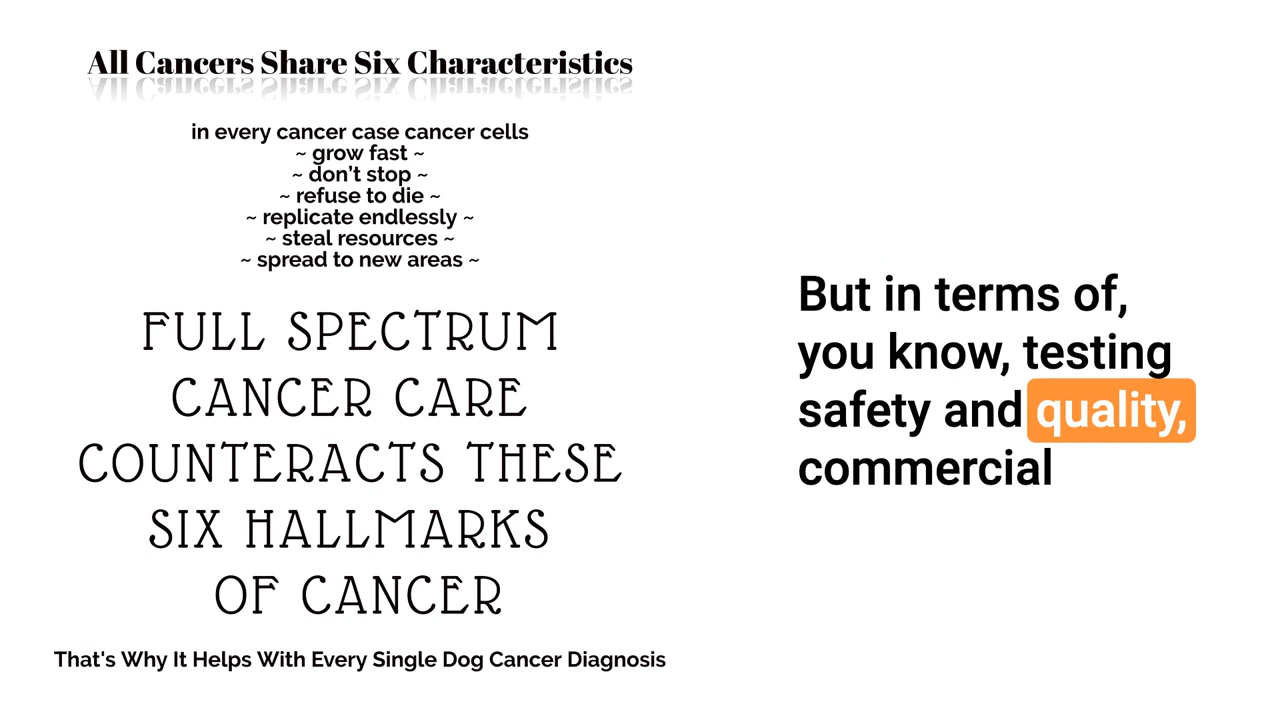 All Cancers Share Six Characteristics
in every cancer case cancer cells
~ grow fast ~
~ don’t stop ~
~ refuse to die ~
~ replicate endlessly ~
~ steal resources ~
~ spread to new areas ~
FULL SPECTRUM
CANCER CARE
COUNTERACTS THESE
SIX HALLMARKS
OF CANCER
That's Why It Helps With Every Single Dog Cancer Diagnosis
But in terms of,
you know, testing
safety and quality,
commercial